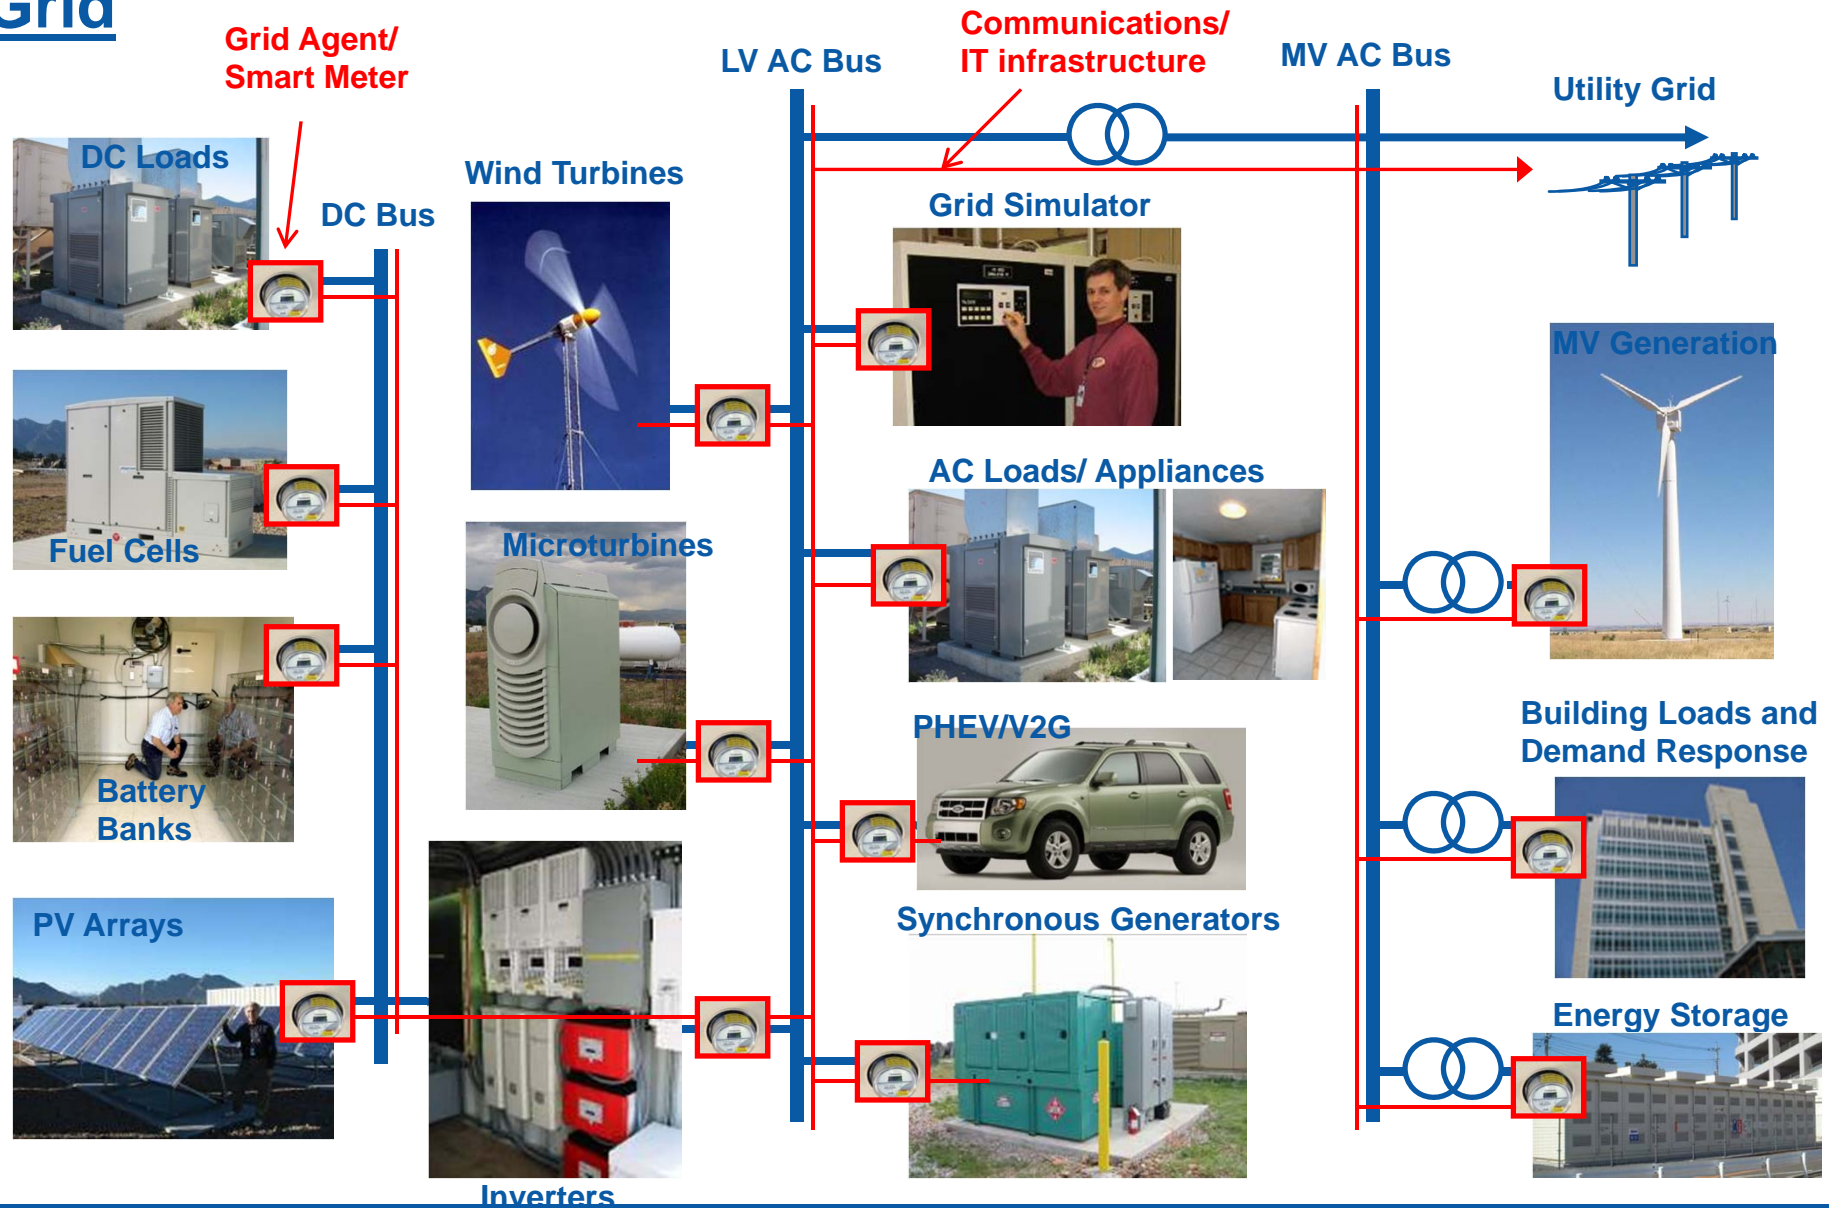 Grid
Grid Agent/
Smart Meter
LV AC Bus
Communications/
IT infrastructure
MV AC Bus
Utility Grid
DC Loads
DC Bus
Wind Turbines
Grid Simulator
MV Generation
Fuel Cells
Microturbines
AC Loads/ Appliances
PHEV/V2G
Building Loads and
Demand Response
Battery
Banks
PV Arrays
Synchronous Generators
Energy Storage
Inverters